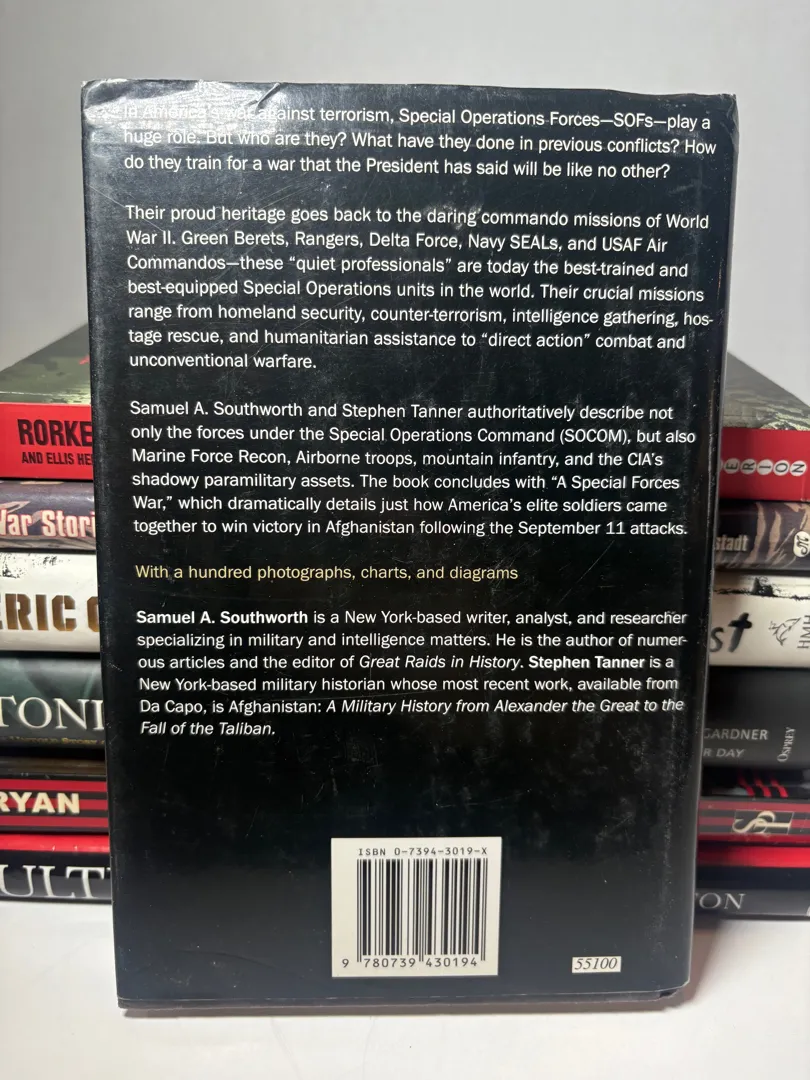 In America's war against terrorism, Special Operations Forces—SOFs—play a
huge role. But who are they? What have they done in previous conflicts? How
do they train for a war that the President has said will be like no other?
Their proud heritage goes back to the daring commando missions of World
War II. Green Berets, Rangers, Delta Force, Navy SEALs, and USAF Air
Commandos—these “quiet professionals” are today the best-trained and
best-equipped Special Operations units in the world. Their crucial missions
range from homeland security, counter-terrorism, intelligence gathering, hos-
tage rescue, and humanitarian assistance to “direct action” combat and
unconventional warfare.
Samuel A. Southworth and Stephen Tanner authoritatively describe not
only the forces under the Special Operations Command (SOCOM), but also
Marine Force Recon, Airborne troops, mountain infantry, and the CIA's
shadowy paramilitary assets. The book concludes with “A Special Forces
War,” which dramatically details just how America's elite soldiers came
together to win victory in Afghanistan following the September 11 attacks.
With a hundred photographs, charts, and diagrams
Samuel A. Southworth is a New York-based writer, analyst, and researcher
specializing in military and intelligence matters. He is the author of numer-
ous articles and the editor of Great Raids in History. Stephen Tanner is a
New York-based military historian whose most recent work, available from
Da Capo, is Afghanistan: A Military History from Alexander the Great to the
Fall of the Taliban.
ISBN 0-7394-3019-X
9 780739 430194
55100
RORKE
AND ELLIS HE
War Stori
ERIC
TONI
RYAN
ULT
ERION
stadt
st
GARDNER
R DAY
OSPREY
TON